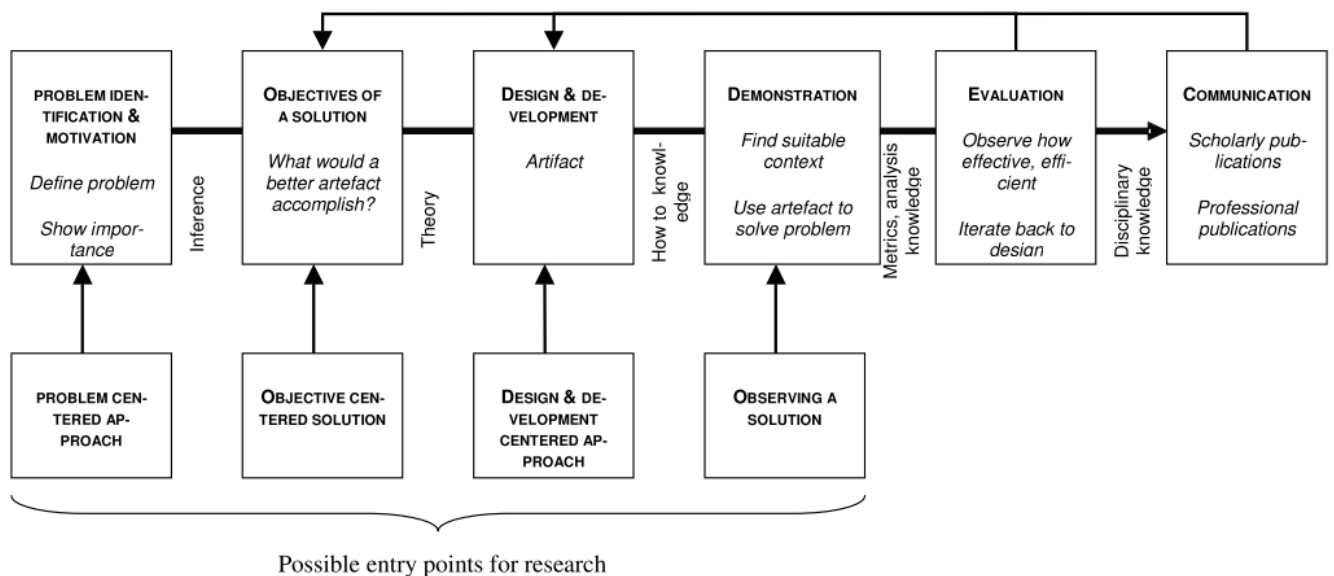 PROBLEM IDEN-
TIFICATION &
MOTIVATION
Define problem
Show impor-
tance
Inference
OBJECTIVES OF
A SOLUTION
What would a
better artefact
accomplish?
Theory
DESIGN & DE-
VELOPMENT
Artifact
How to knowl-
edge
DEMONSTRATION
Find suitable
context
Use artefact to
solve problem
Metrics, analysis
knowledge
EVALUATION
Observe how
effective, effi-
cient
Iterate back to
design
Disciplinary
knowledge
COMMUNICATION
Scholarly pub-
lications
Professional
publications
PROBLEM CEN-
TERED AP-
PROACH
OBJECTIVE CEN-
TERED SOLUTION
DESIGN & DE-
VELOPMENT
CENTERED AP-
PROACH
OBSERVING A
SOLUTION
Possible entry points for research